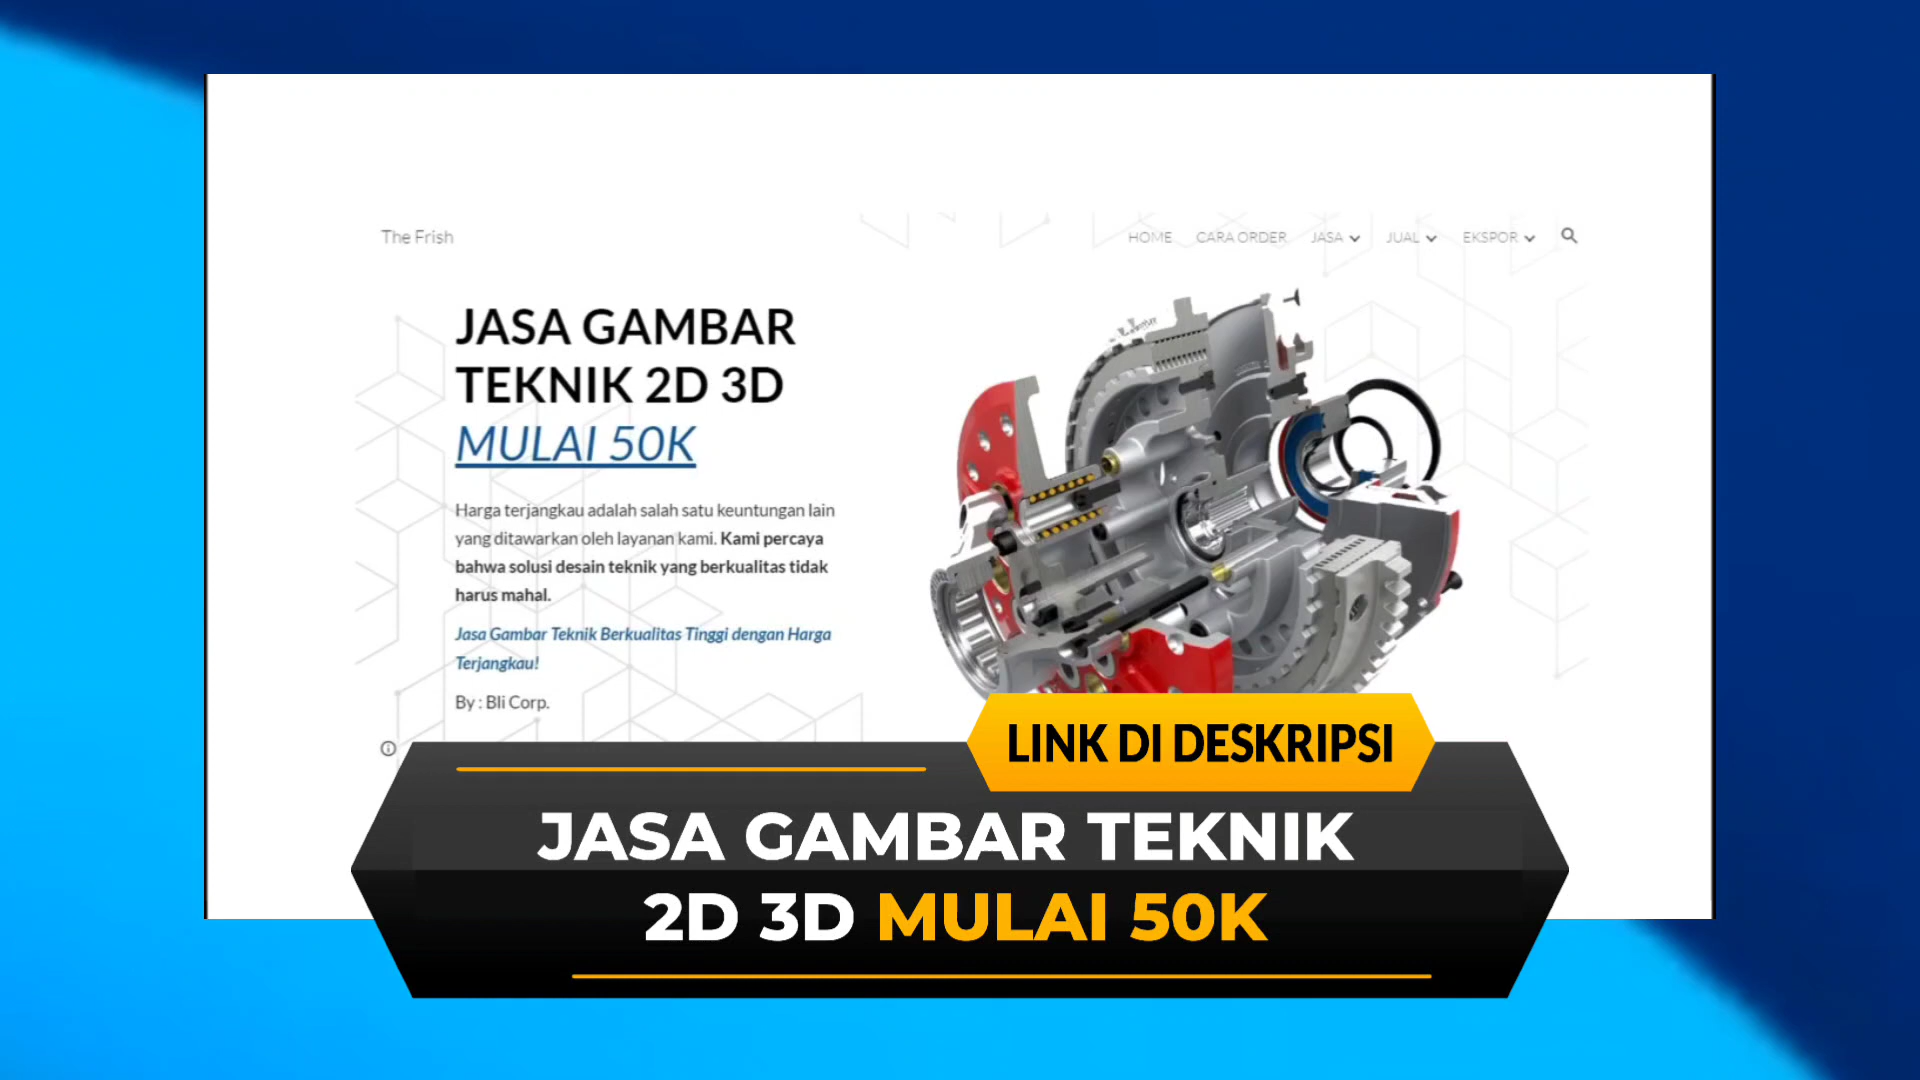 The Frish
HOME CARA ORDER JASA JUAL EKSPOR
JASA GAMBAR
TEKNIK 2D 3D
MULAI 50K
Harga terjangkau adalah salah satu keuntungan lain
yang ditawarkan oleh layanan kami. Kami percaya
bahwa solusi desain teknik yang berkualitas tidak
harus mahal.
Jasa Gambar Teknik Berkualitas Tinggi dengan Harga
Terjangkau!
By : Bli Corp.
LINK DI DESKRIPSI
JASA GAMBAR TEKNIK
2D 3D MULAI 50K